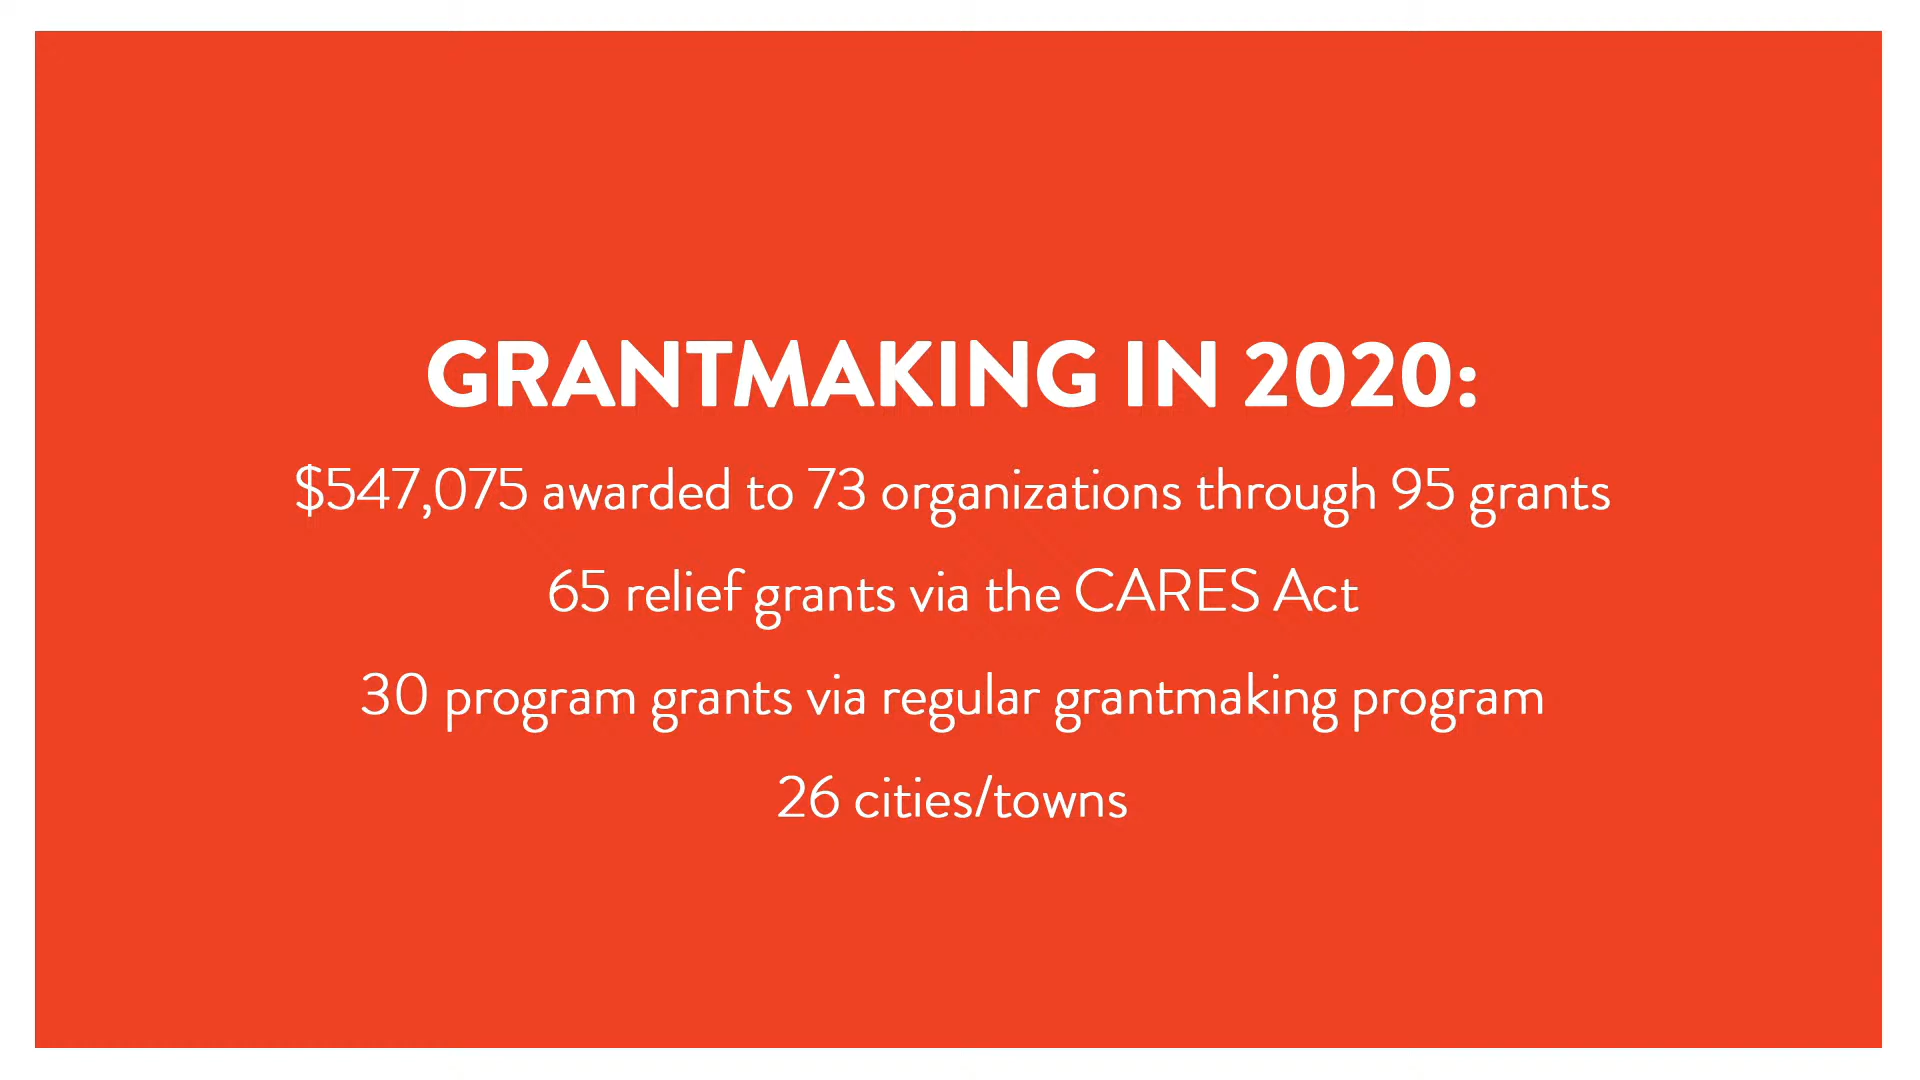 GRANTMAKING IN 2020:
$547,075 awarded to 73 organizations through 95 grants
65 relief grants via the CARES Act
30 program grants via regular grantmaking program
26 cities/towns